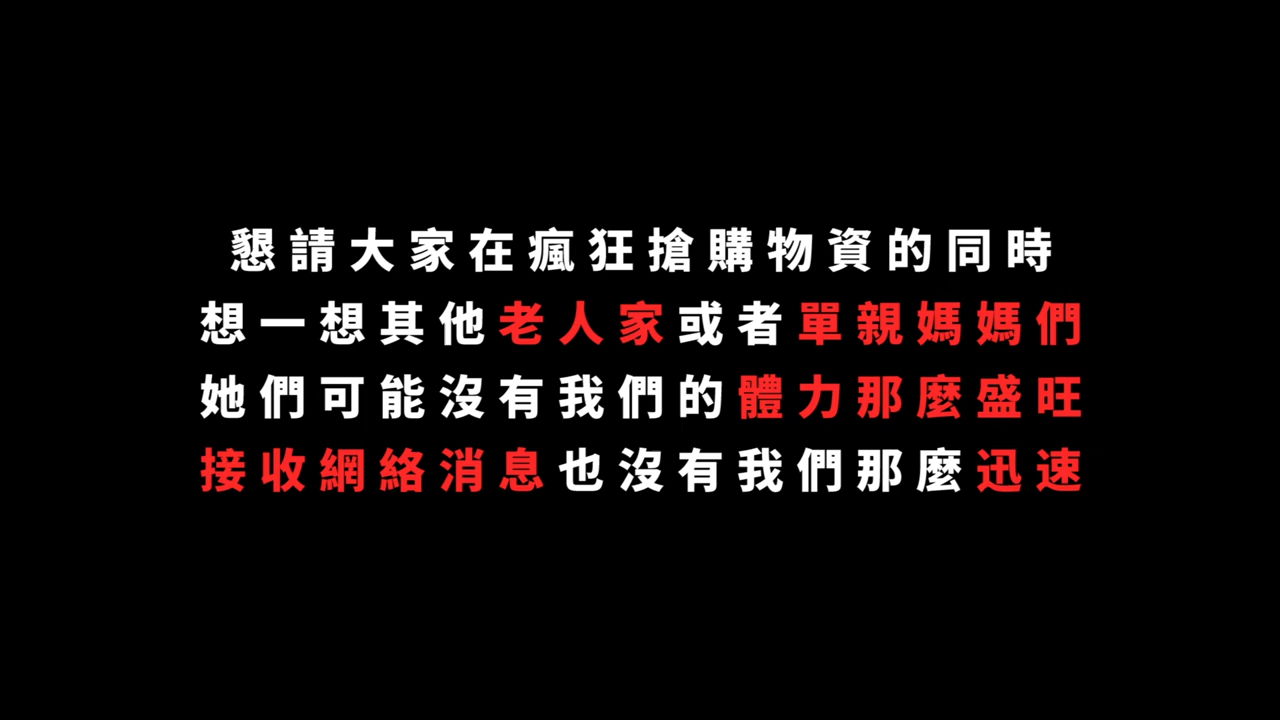 懇請大家在瘋狂搶購物資的同時
想一想其他老人家或者單親媽媽們
她們可能沒有我們的體力那麼盛旺
接收網絡消息也沒有我們那麼迅速